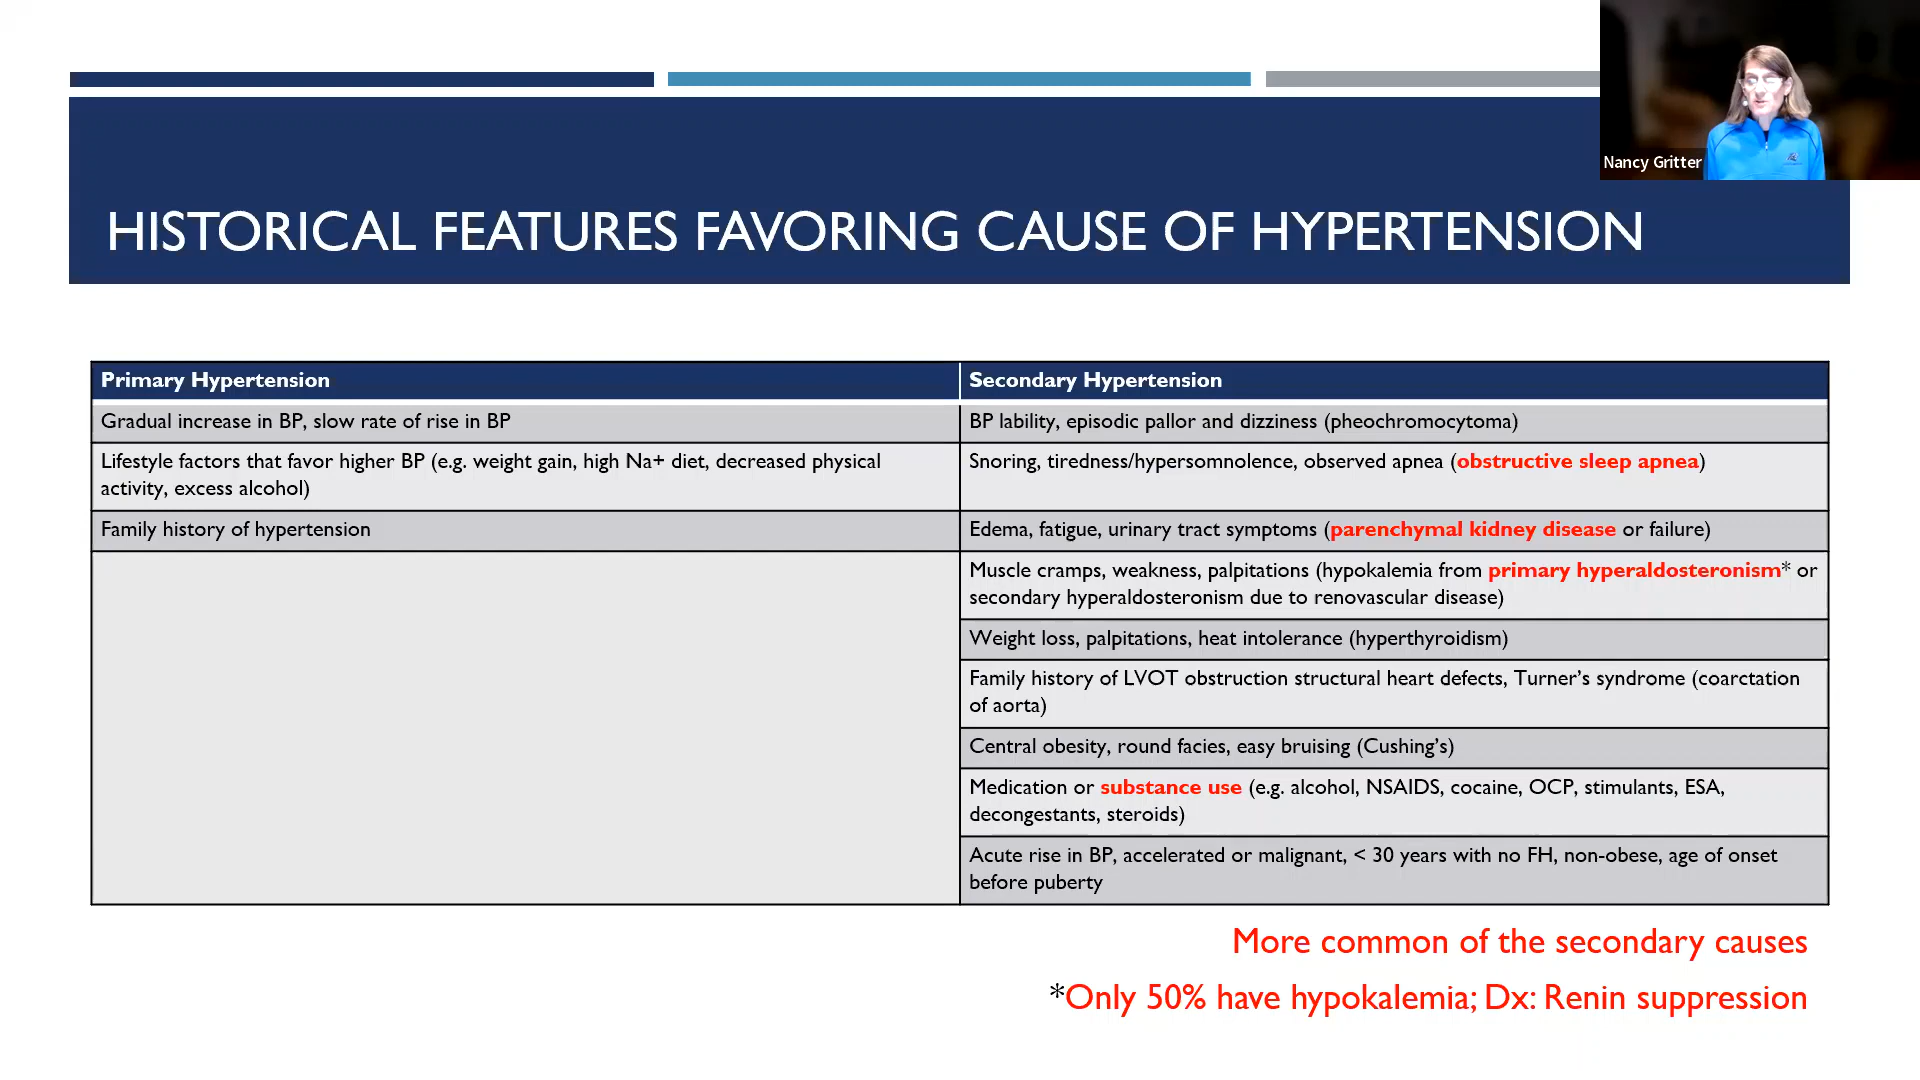 Nancy Gritter
HISTORICAL FEATURES FAVORING CAUSE OF HYPERTENSION
Primary Hypertension
Secondary Hypertension
Gradual increase in BP, slow rate of rise in BP
BP lability, episodic pallor and dizziness (pheochromocytoma)
Lifestyle factors that favor higher BP (e.g. weight gain, high Na+ diet, decreased physical
activity, excess alcohol)
Snoring, tiredness/hypersomnolence, observed apnea (obstructive sleep apnea)
Family history of hypertension
Edema, fatigue, urinary tract symptoms (parenchymal kidney disease or failure)
Muscle cramps, weakness, palpitations (hypokalemia from primary hyperaldosteronism* or
secondary hyperaldosteronism due to renovascular disease)
Weight loss, palpitations, heat intolerance (hyperthyroidism)
Family history of LVOT obstruction structural heart defects, Turner’s syndrome (coarctation
of aorta)
Central obesity, round facies, easy bruising (Cushing’s)
Medication or substance use (e.g. alcohol, NSAIDS, cocaine, OCP, stimulants, ESA,
decongestants, steroids)
Acute rise in BP, accelerated or malignant, < 30 years with no FH, non-obese, age of onset
before puberty
More common of the secondary causes
*Only 50% have hypokalemia; Dx: Renin suppression